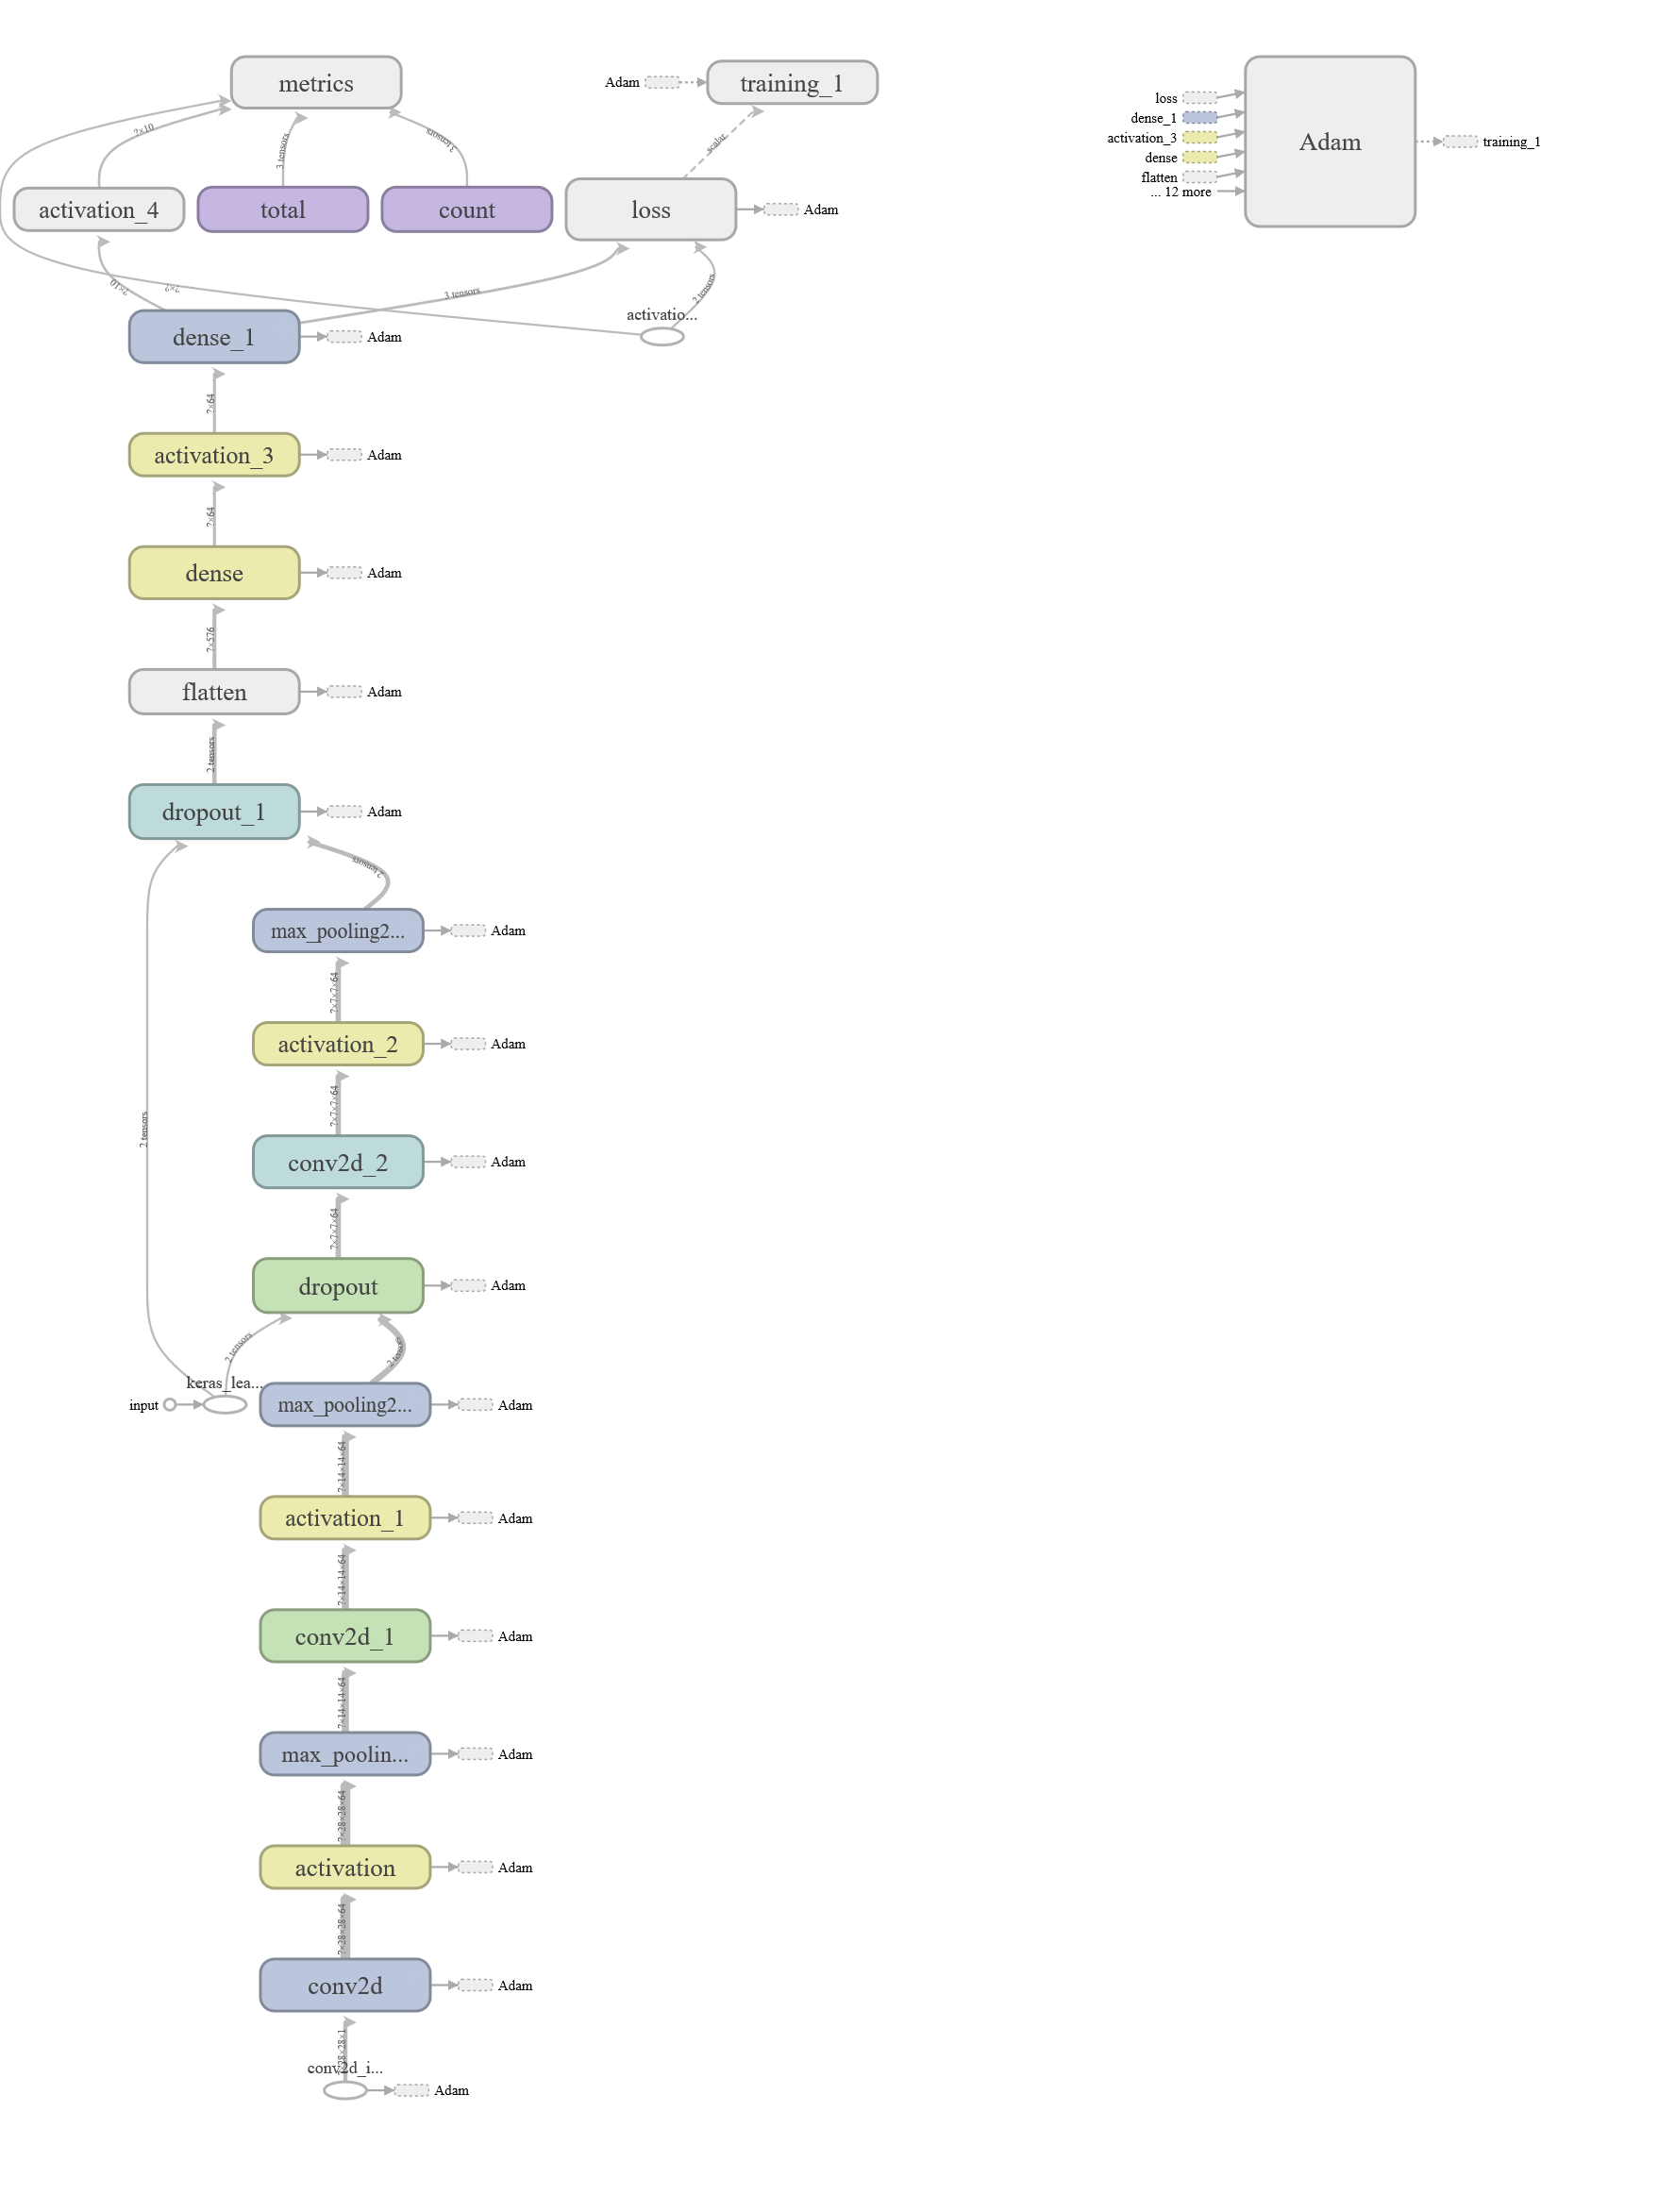 metrics
Adam
training_1
?×10
3 tensors
3 tensors
scalar
activation_4
total
count
loss
Adam
?×10
?×?
3 tensors
2 tensors
activatio...
dense_1
Adam
?×64
activation_3
Adam
?×64
dense
Adam
?×576
flatten
Adam
2 tensors
dropout_1
Adam
2 tensors
max_pooling2...
Adam
?×7×7×64
activation_2
Adam
?×7×7×64
2 tensors
conv2d_2
Adam
?×7×7×64
dropout
Adam
2 tensors
2 tensors
keras_lea...
input
max_pooling2...
Adam
?×14×14×64
activation_1
Adam
?×14×14×64
conv2d_1
Adam
?×14×14×64
max_poolin...
Adam
?×28×28×64
activation
Adam
?×28×28×64
conv2d
Adam
?×28×28×1
conv2d_i...
Adam
loss
dense_1
activation_3
dense
flatten
... 12 more
Adam
training_1